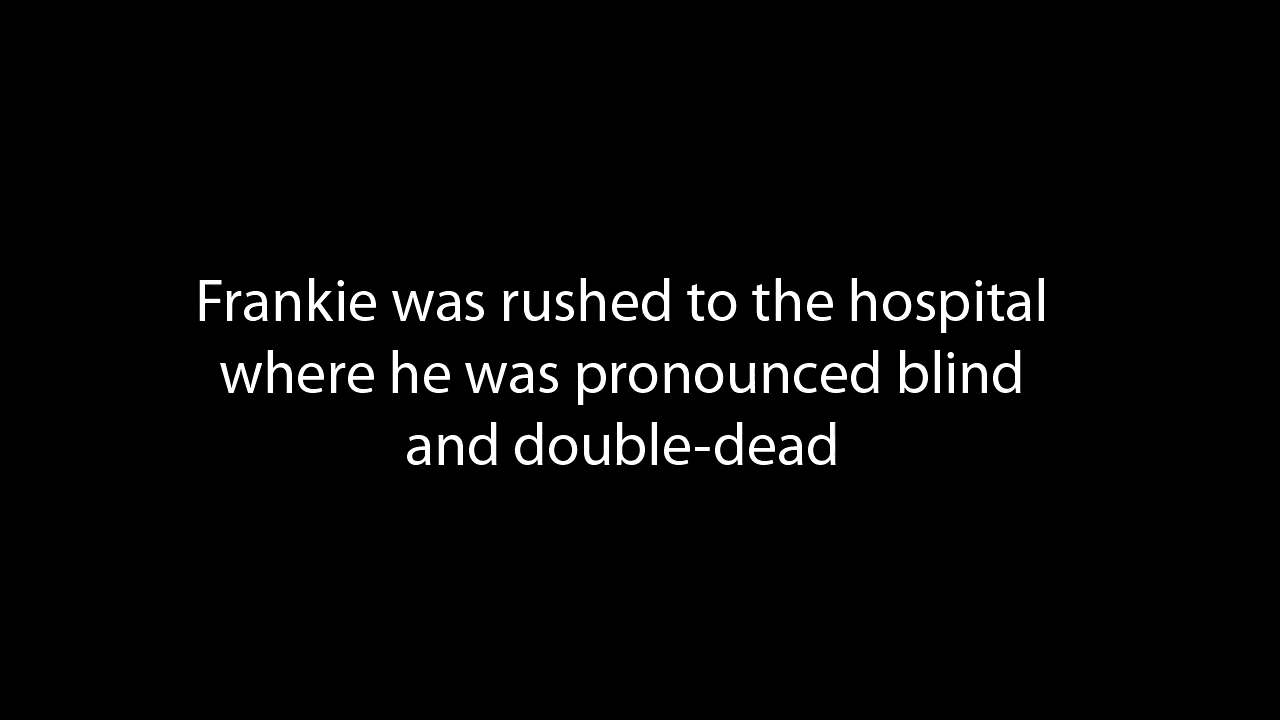 Frankie was rushed to the hospital
where he was pronounced blind
and double-dead